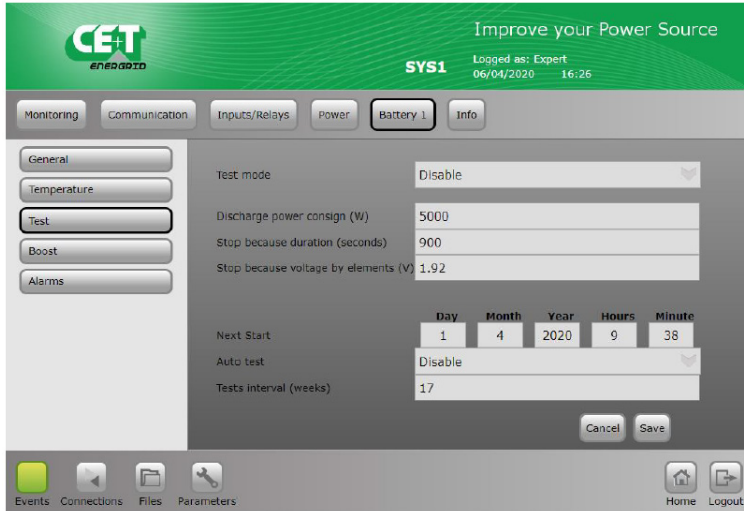 CE+T
ENERGRID
Improve your Power Source
SYS1
Logged as: Expert
06/04/2020 16:26
Monitoring Communication Inputs/Relays Power Battery 1 Info
General
Temperature
Test
Boost
Alarms
Test mode Disable
Discharge power consign (W) 5000
Stop because duration (seconds) 900
Stop because voltage by elements (V) 1.92
Day Month Year Hours Minute
Next Start 1 4 2020 9 38
Auto test Disable
Tests interval (weeks) 17
Cancel Save
Events Connections Files Parameters Home Logout